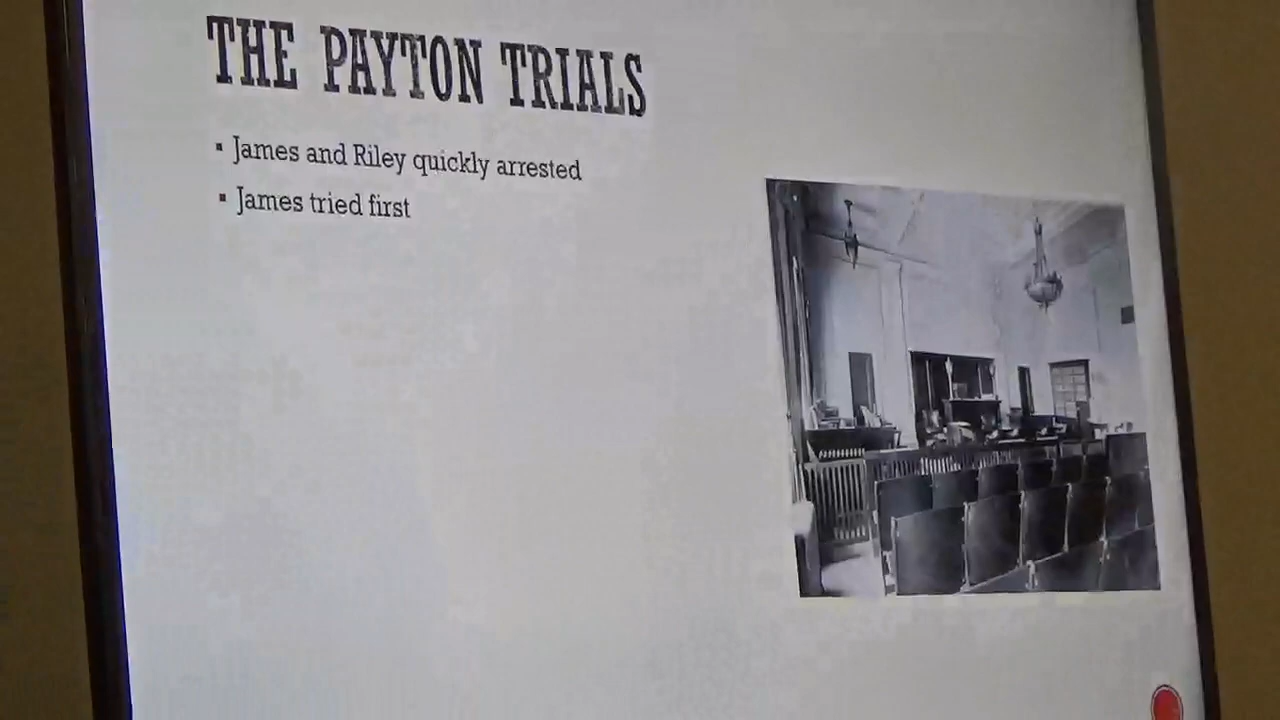 THE PAYTON TRIALS
▪ James and Riley quickly arrested
▪ James tried first